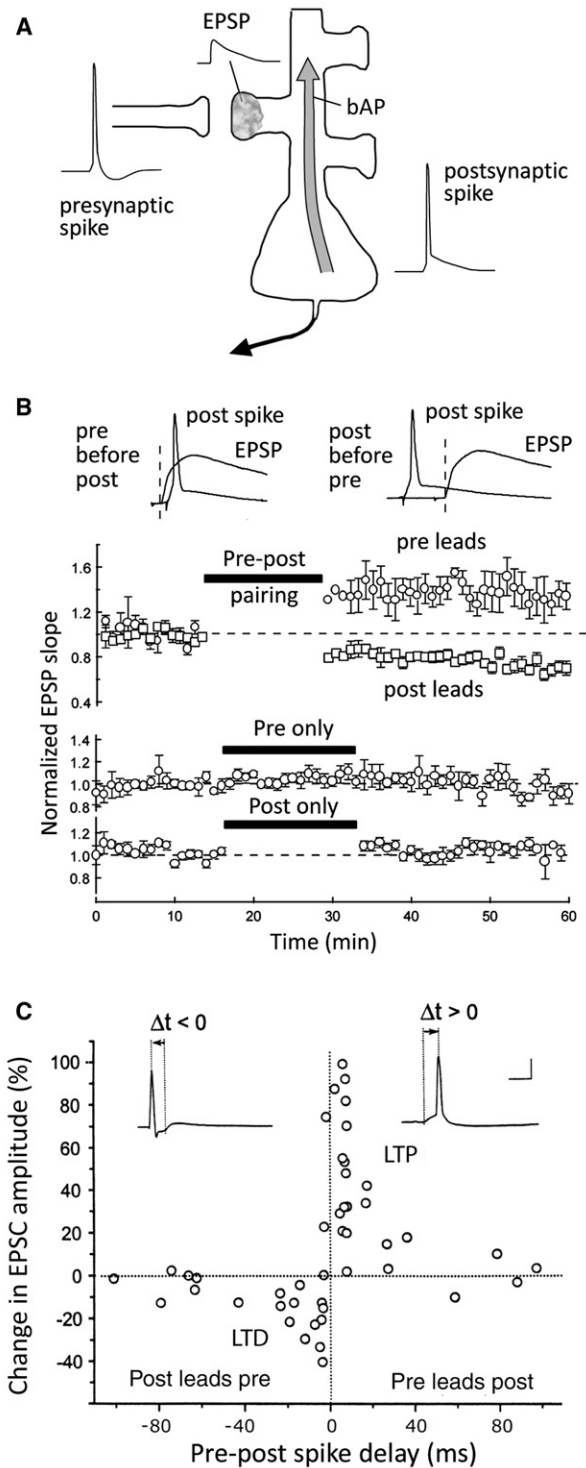 A
EPSP
bAP
presynaptic
spike
postsynaptic
spike
B
pre
before
post
post spike
EPSP
post
before
pre
post spike
EPSP
Normalized EPSP slope
1.6
1.2
0.8
0.4
Pre-post
pairing
pre leads
post leads
1.4
1.2
1.0
0.8
Pre only
1.2
1.0
0.8
Post only
0
10
20
30
40
50
60
Time (min)
C
Change in EPSC amplitude (%)
100
80
60
40
20
0
-20
-40
Δt < 0
Δt > 0
LTP
LTD
Post leads pre
Pre leads post
-80
-40
0
40
80
Pre-post spike delay (ms)